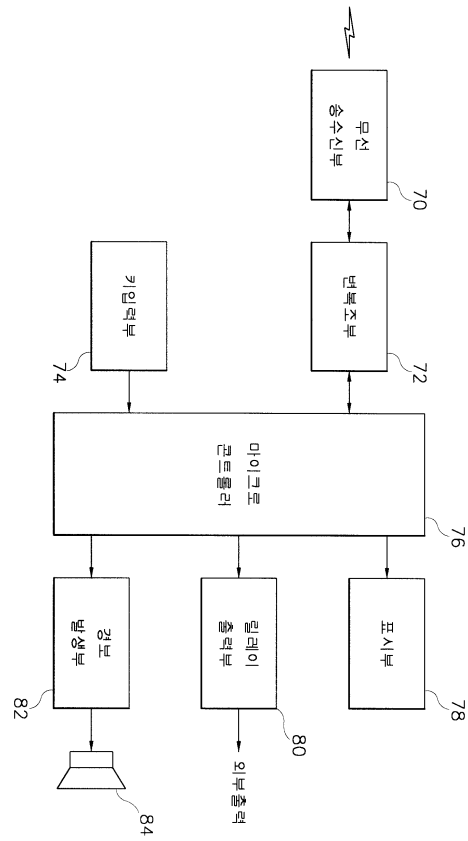 70
무선
송수신부
72
변복조부
76
마이크로
콘트롤러
78
표시부
80
릴레이
출력부
외부출력
74
키입력부
82
경보
발생부
84